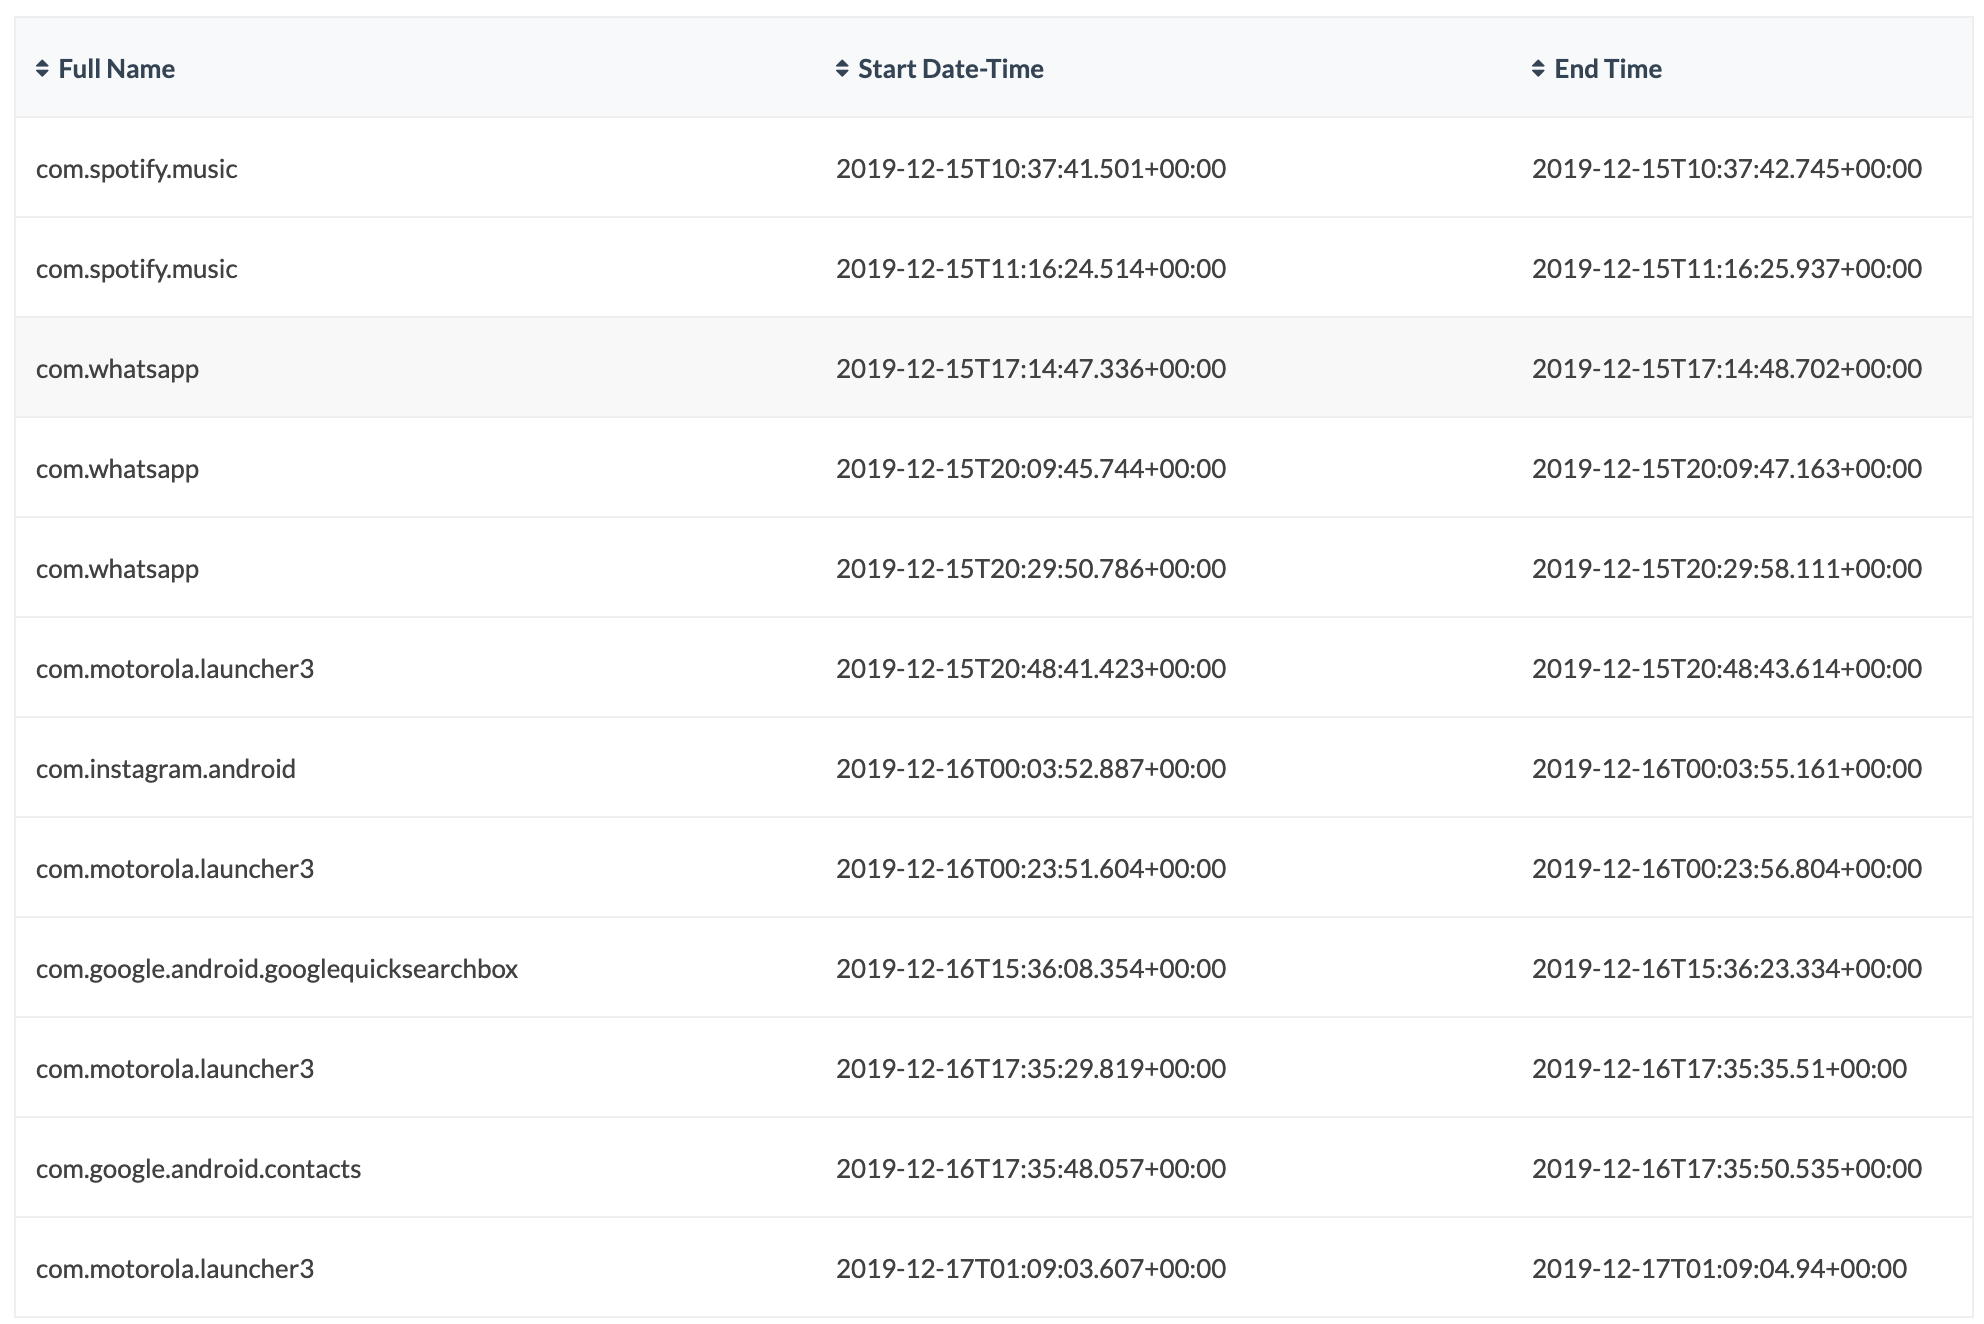 Full Name Start Date-Time End Time
com.spotify.music 2019-12-15T10:37:41.501+00:00 2019-12-15T10:37:42.745+00:00
com.spotify.music 2019-12-15T11:16:24.514+00:00 2019-12-15T11:16:25.937+00:00
com.whatsapp 2019-12-15T17:14:47.336+00:00 2019-12-15T17:14:48.702+00:00
com.whatsapp 2019-12-15T20:09:45.744+00:00 2019-12-15T20:09:47.163+00:00
com.whatsapp 2019-12-15T20:29:50.786+00:00 2019-12-15T20:29:58.111+00:00
com.motorola.launcher3 2019-12-15T20:48:41.423+00:00 2019-12-15T20:48:43.614+00:00
com.instagram.android 2019-12-16T00:03:52.887+00:00 2019-12-16T00:03:55.161+00:00
com.motorola.launcher3 2019-12-16T00:23:51.604+00:00 2019-12-16T00:23:56.804+00:00
com.google.android.googlequicksearchbox 2019-12-16T15:36:08.354+00:00 2019-12-16T15:36:23.334+00:00
com.motorola.launcher3 2019-12-16T17:35:29.819+00:00 2019-12-16T17:35:35.51+00:00
com.google.android.contacts 2019-12-16T17:35:48.057+00:00 2019-12-16T17:35:50.535+00:00
com.motorola.launcher3 2019-12-17T01:09:03.607+00:00 2019-12-17T01:09:04.94+00:00